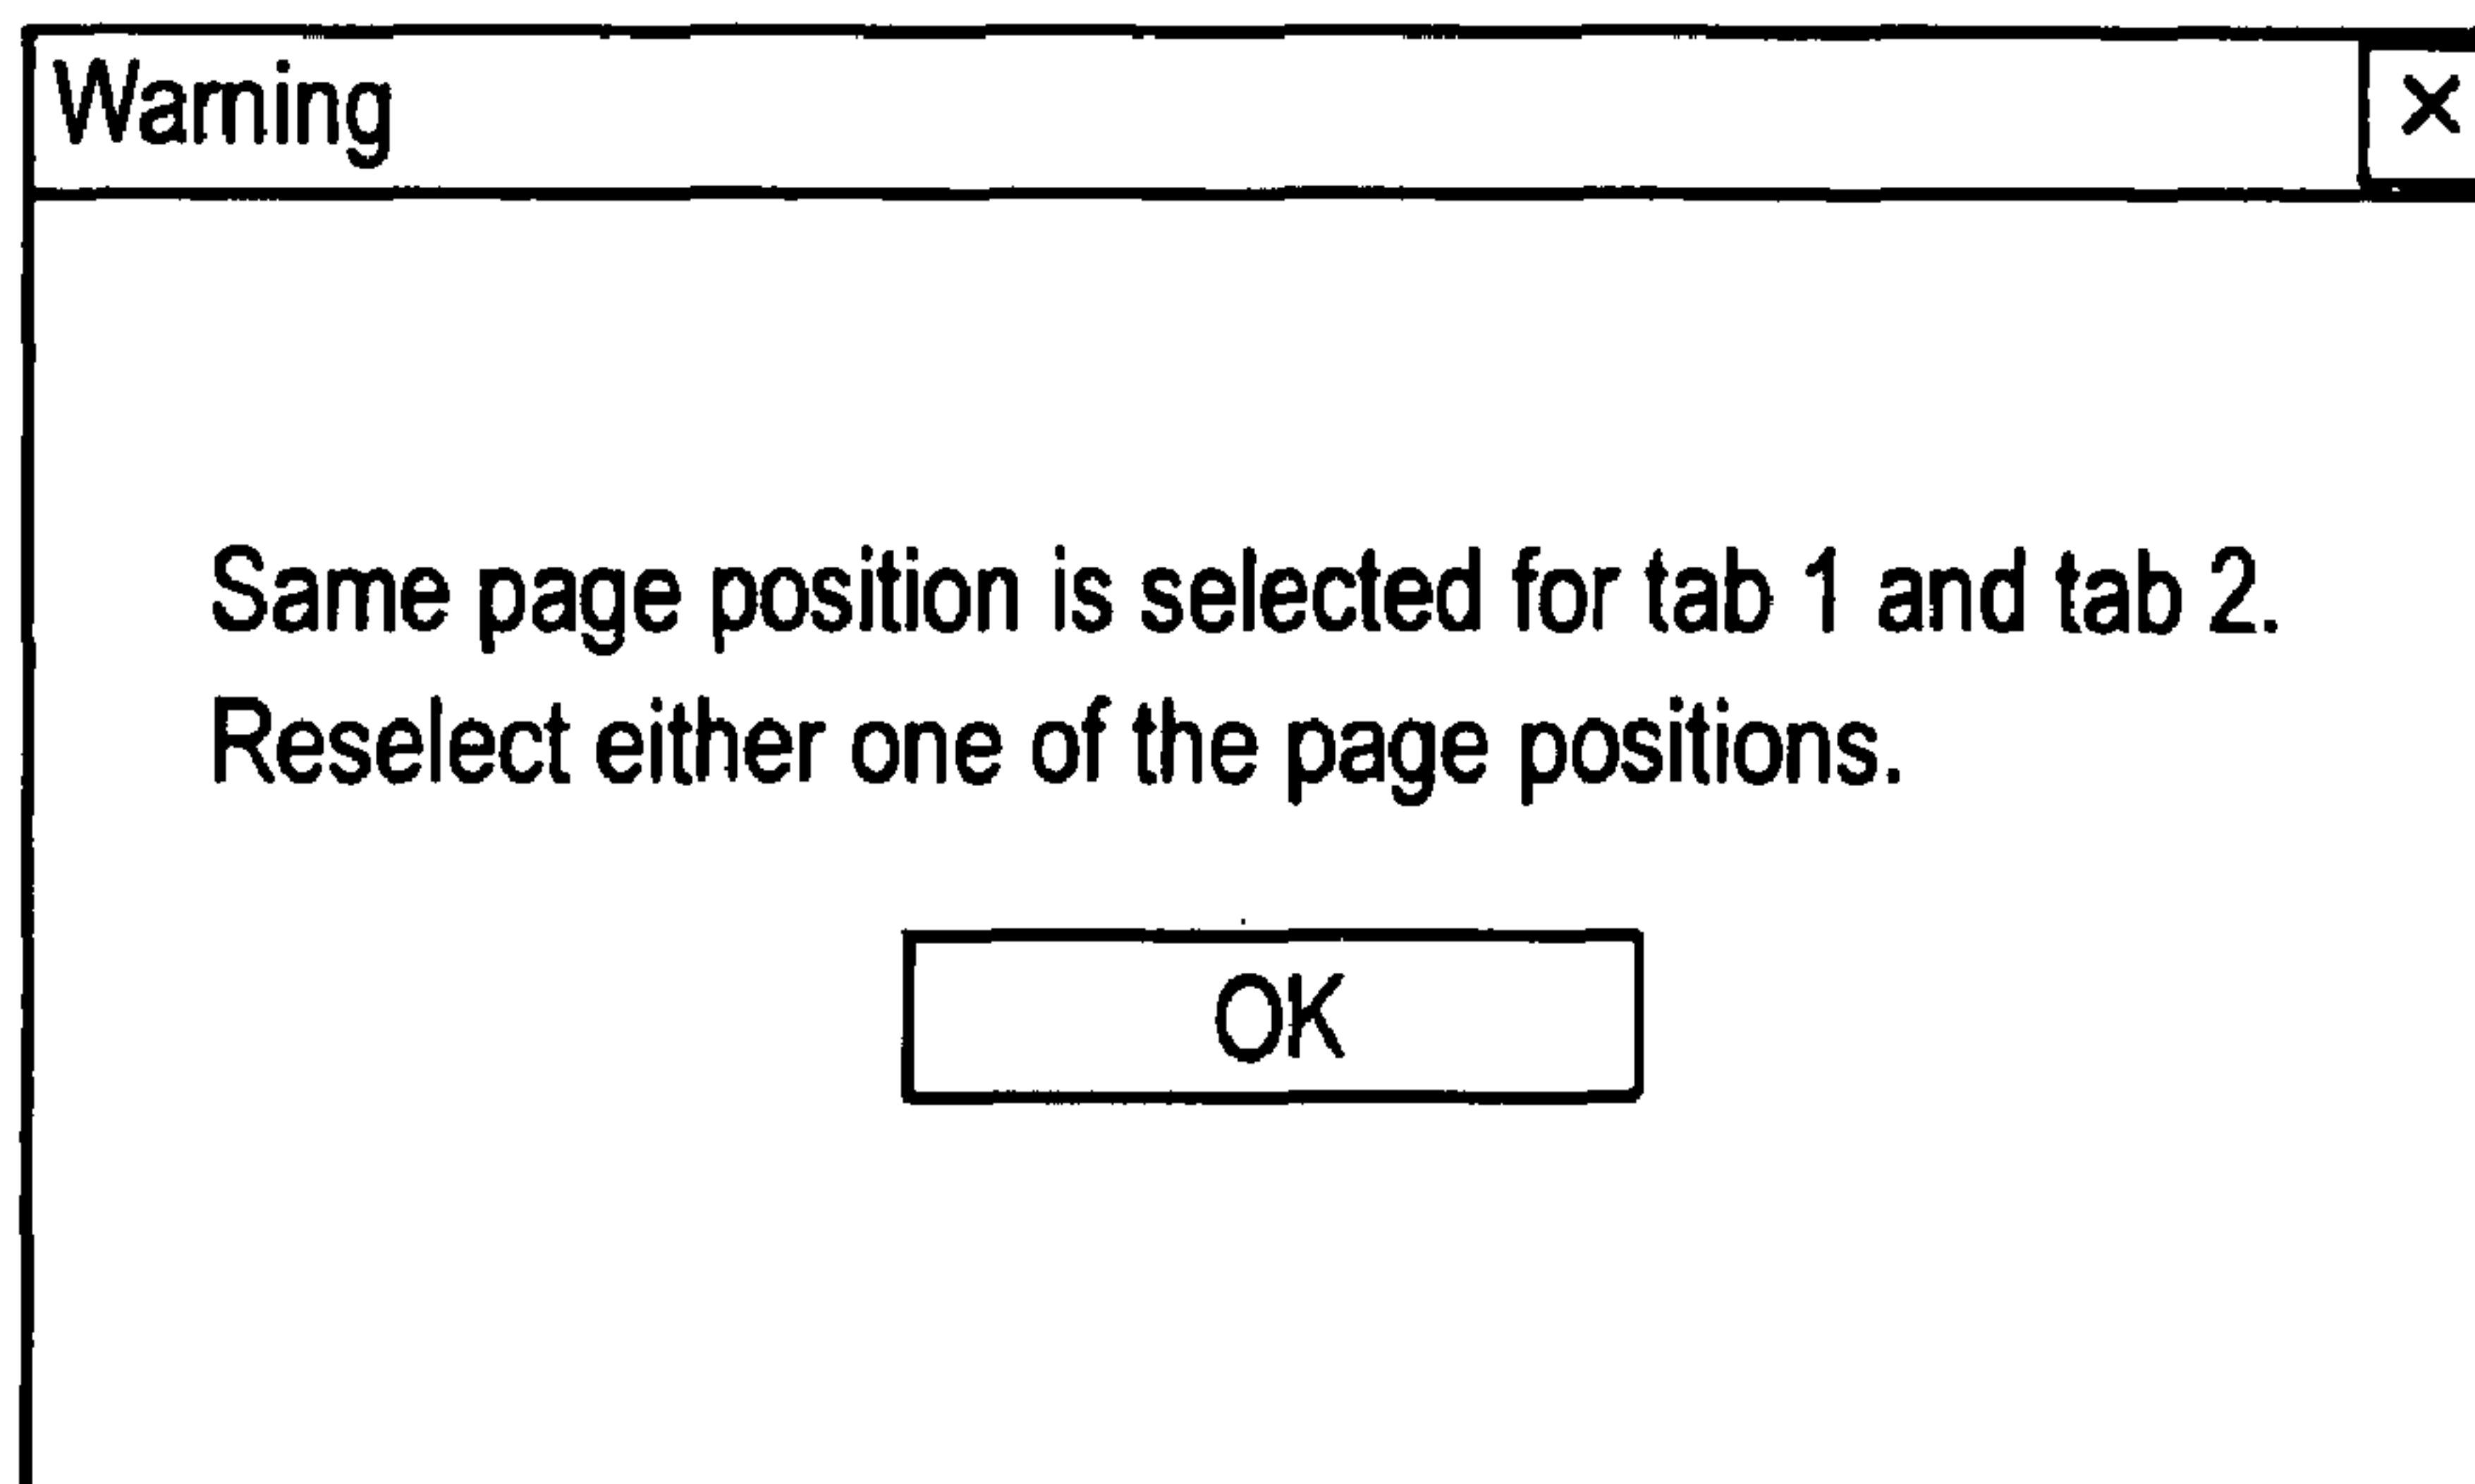 Warning
×
Same page position is selected for tab 1 and tab 2.
Reselect either one of the page positions.
OK